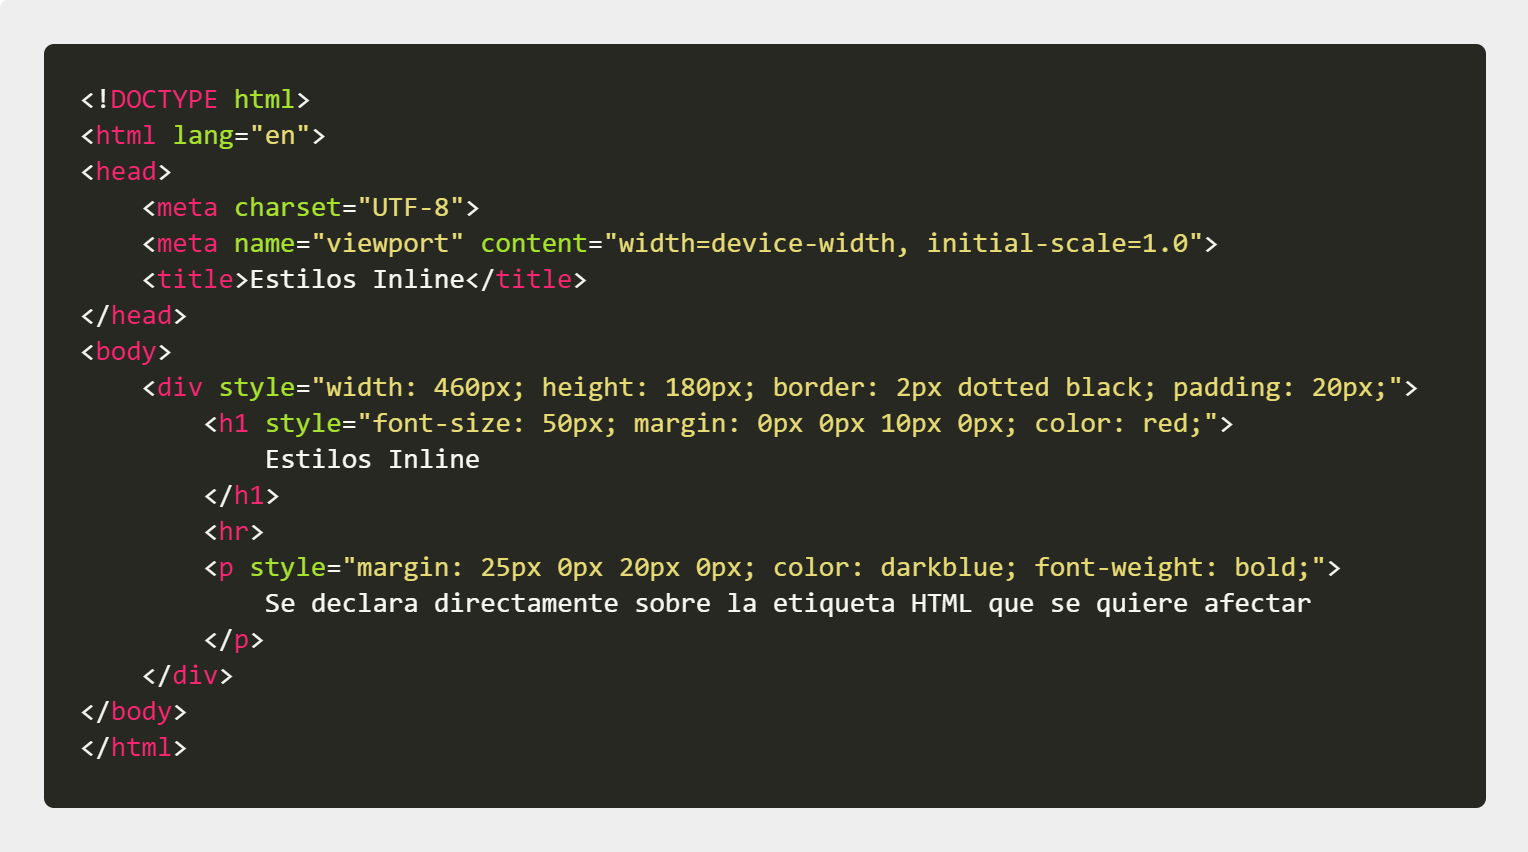 <!DOCTYPE html>
<html lang="en">
<head>
    <meta charset="UTF-8">
    <meta name="viewport" content="width=device-width, initial-scale=1.0">
    <title>Estilos Inline</title>
</head>
<body>
    <div style="width: 460px; height: 180px; border: 2px dotted black; padding: 20px;">
        <h1 style="font-size: 50px; margin: 0px 0px 10px 0px; color: red;">
            Estilos Inline
        </h1>
        <hr>
        <p style="margin: 25px 0px 20px 0px; color: darkblue; font-weight: bold;">
            Se declara directamente sobre la etiqueta HTML que se quiere afectar
        </p>
    </div>
</body>
</html>